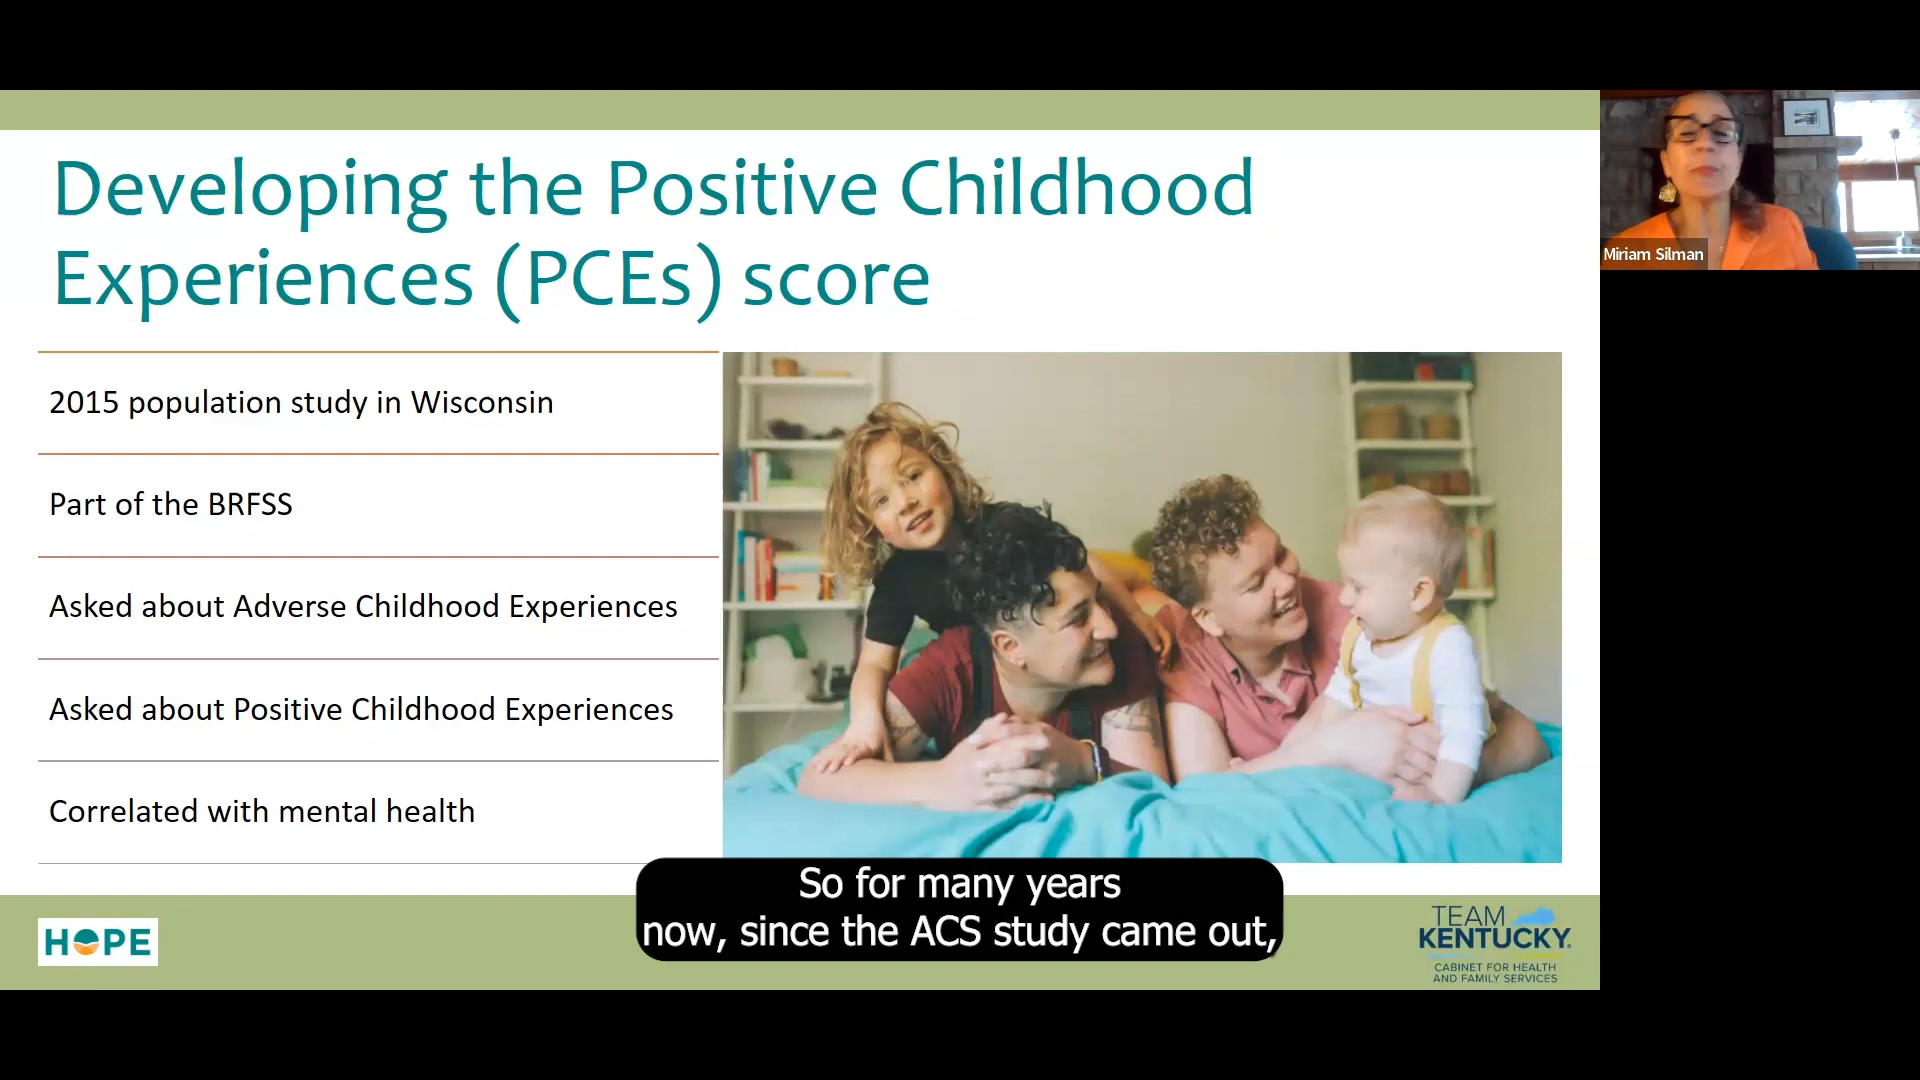 Developing the Positive Childhood
Experiences (PCEs) score
2015 population study in Wisconsin
Part of the BRFSS
Asked about Adverse Childhood Experiences
Asked about Positive Childhood Experiences
Correlated with mental health
So for many years
now, since the ACS study came out,
HOPE
TEAM
KENTUCKY
CABINET FOR HEALTH
AND FAMILY SERVICES
Miriam Silman